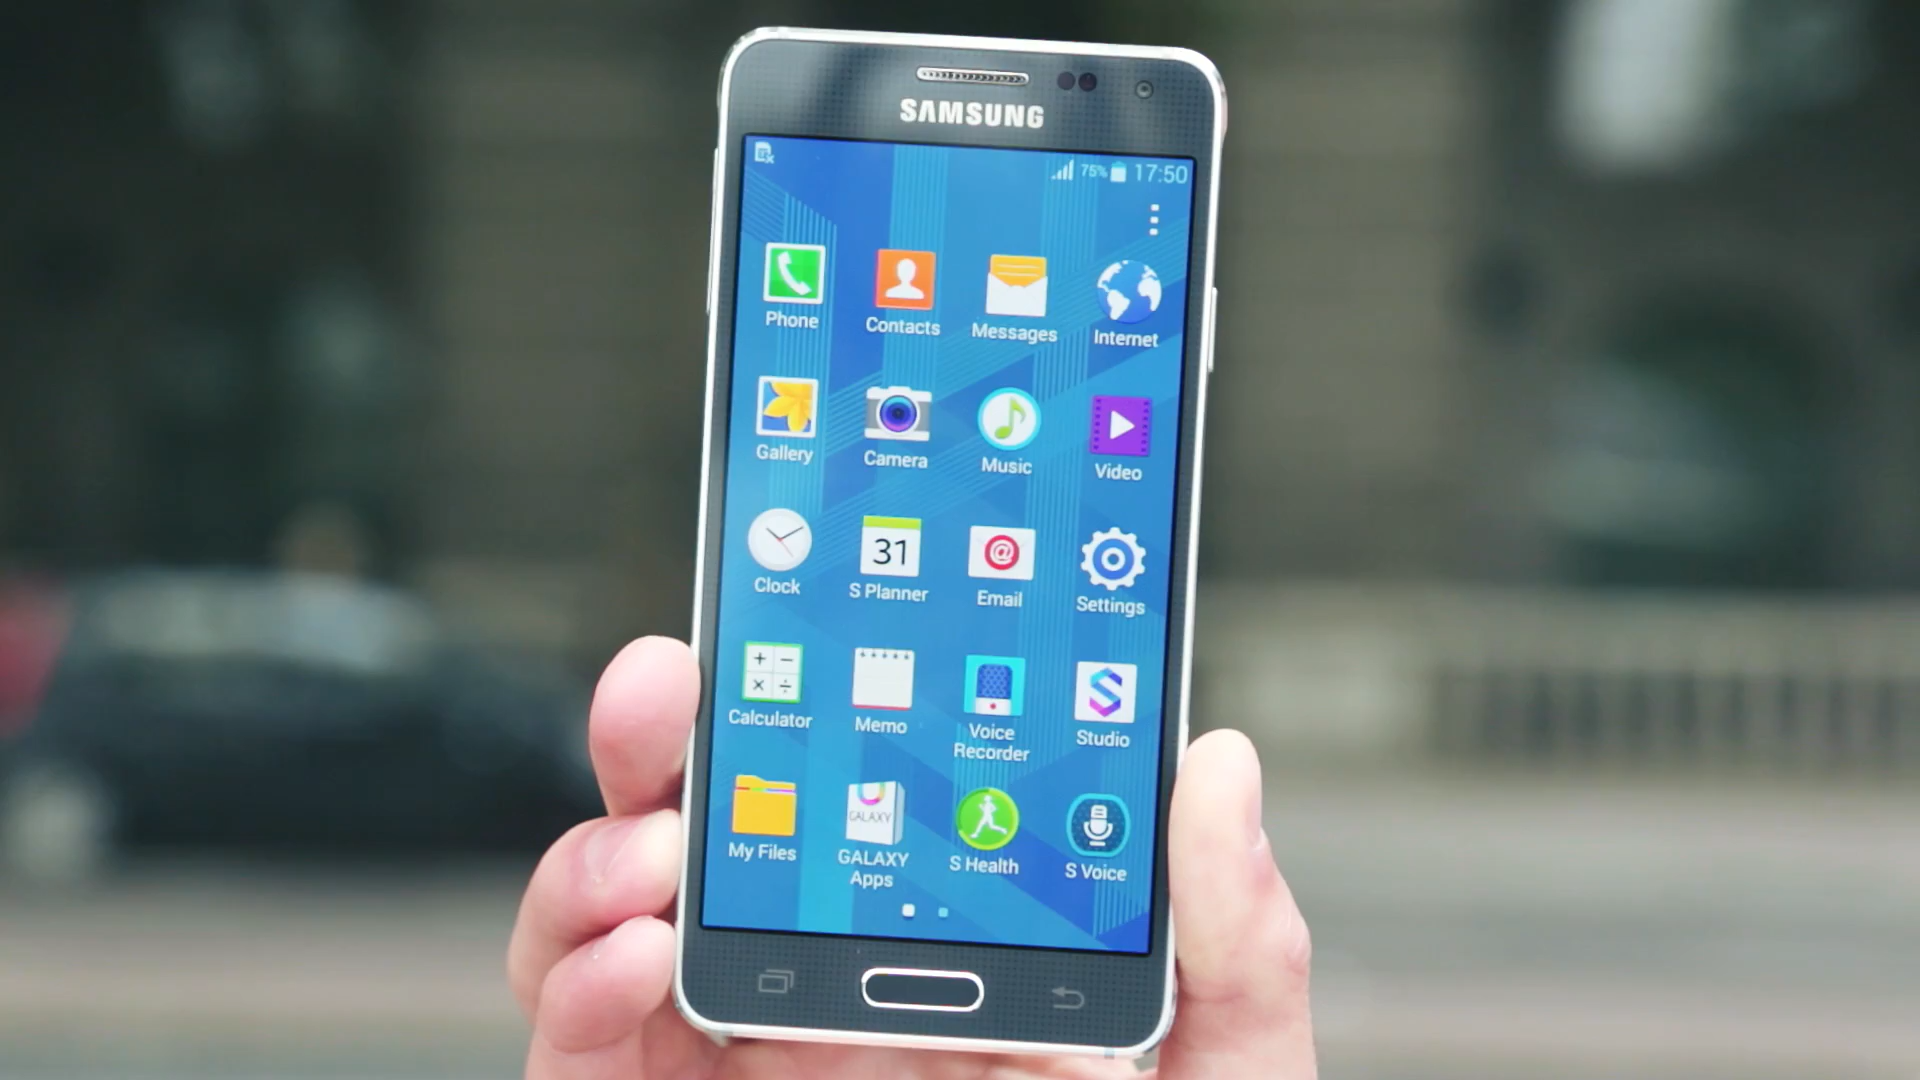 SAMSUNG
75% 17:50
Phone Contacts Messages Internet
Gallery Camera Music Video
31
@
Clock S Planner Email Settings
Calculator Memo Voice Recorder Studio
GALAXY
My Files GALAXY Apps S Health S Voice